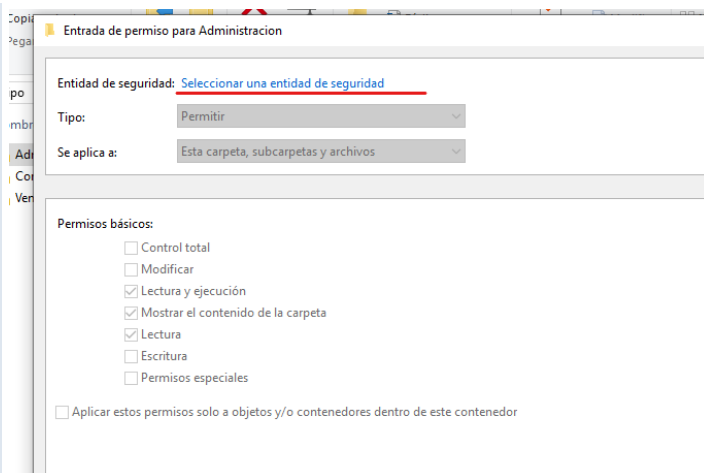 Entrada de permiso para Administracion
Entidad de seguridad: Seleccionar una entidad de seguridad
Tipo: Permitir
Se aplica a: Esta carpeta, subcarpetas y archivos
Permisos básicos:
Control total
Modificar
Lectura y ejecución
Mostrar el contenido de la carpeta
Lectura
Escritura
Permisos especiales
Aplicar estos permisos solo a objetos y/o contenedores dentro de este contenedor